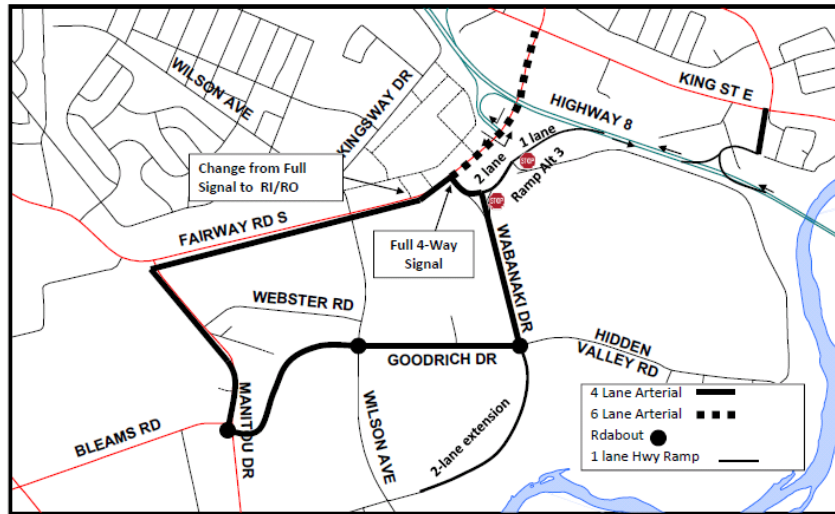 WILSON AVE
KINGSWAY DR
KING ST E
HIGHWAY 8
1 lane
2 lane
STOP
Ramp Alt 3
STOP
Change from Full
Signal to RI/RO
FAIRWAY RD S
Full 4-Way
Signal
WABANAKI DR
WEBSTER RD
GOODRICH DR
HIDDEN
VALLEY RD
MANITOU DR
BLEAMS RD
WILSON AVE
2-lane extension
4 Lane Arterial
6 Lane Arterial
Rdabout
1 lane Hwy Ramp